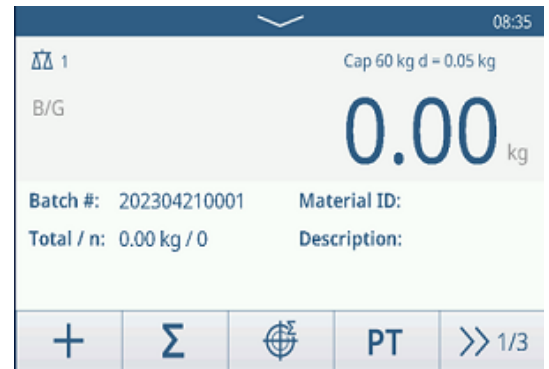 08:35
1 Cap 60 kg d = 0.05 kg
B/G
0.00 kg
Batch #: 202304210001 Material ID:
Total / n: 0.00 kg / 0 Description:
+ Σ Σ PT >> 1/3